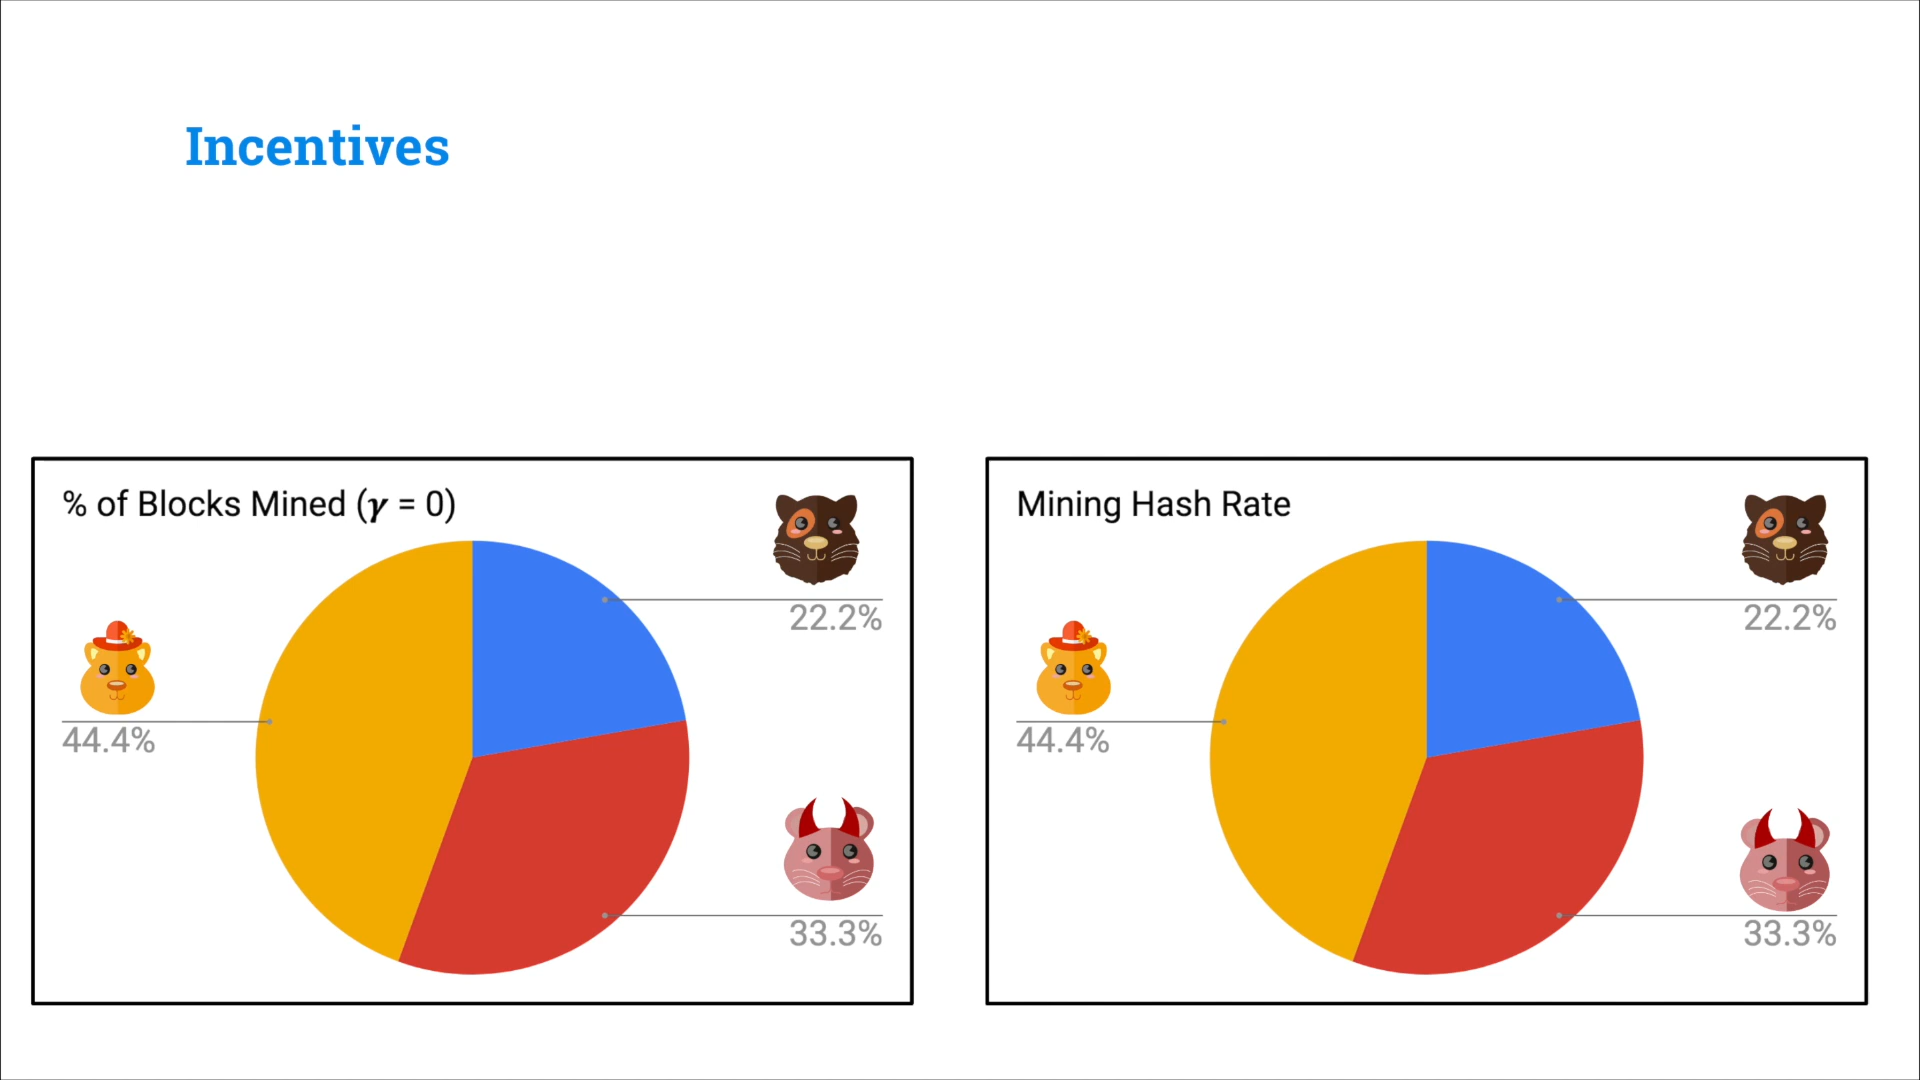 Incentives
% of Blocks Mined (γ = 0)
22.2%
44.4%
33.3%
Mining Hash Rate
22.2%
44.4%
33.3%